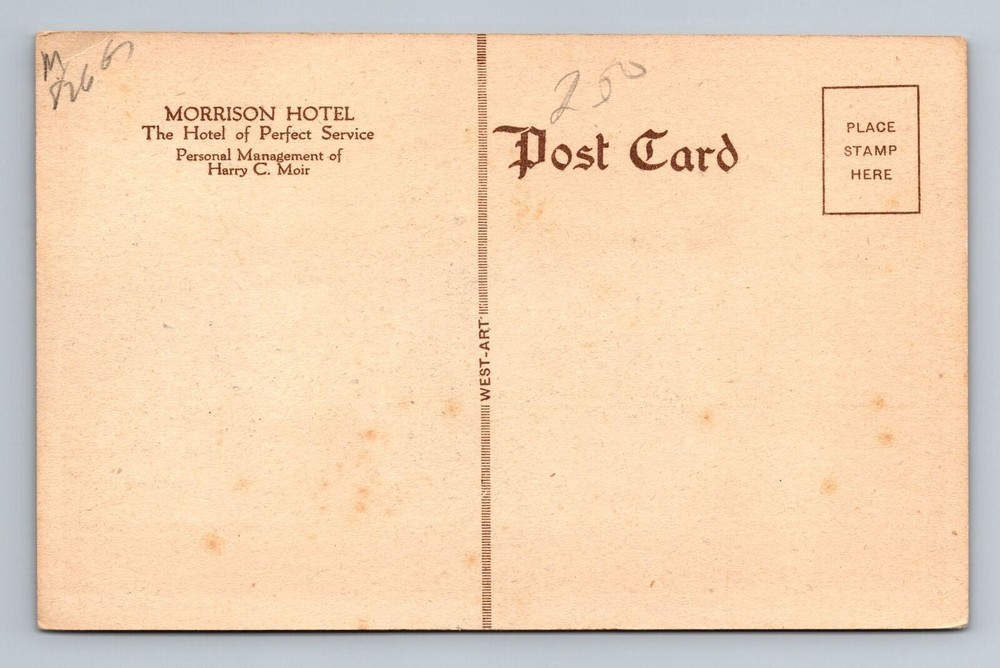 MORRISON HOTEL
The Hotel of Perfect Service
Personal Management of
Harry C. Moir
WEST-ART
250
Post Card
PLACE
STAMP
HERE